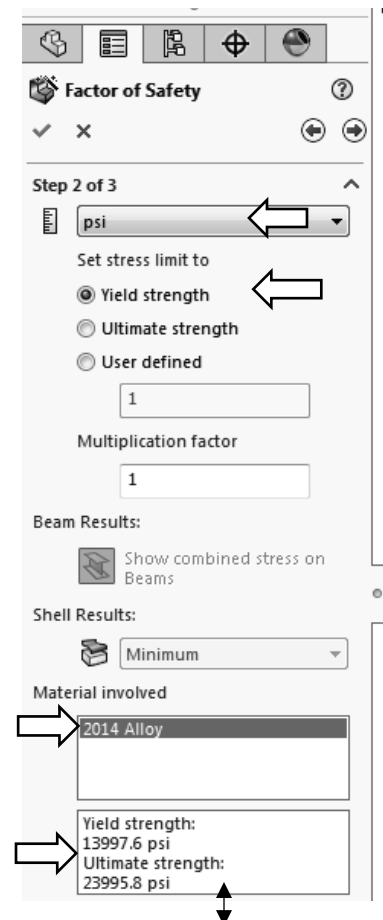 Factor of Safety
Step 2 of 3
psi
Set stress limit to
Yield strength
Ultimate strength
User defined
1
Multiplication factor
1
Beam Results:
Show combined stress on
Beams
Shell Results:
Minimum
Material involved
2014 Alloy
Yield strength:
13997.6 psi
Ultimate strength:
23995.8 psi